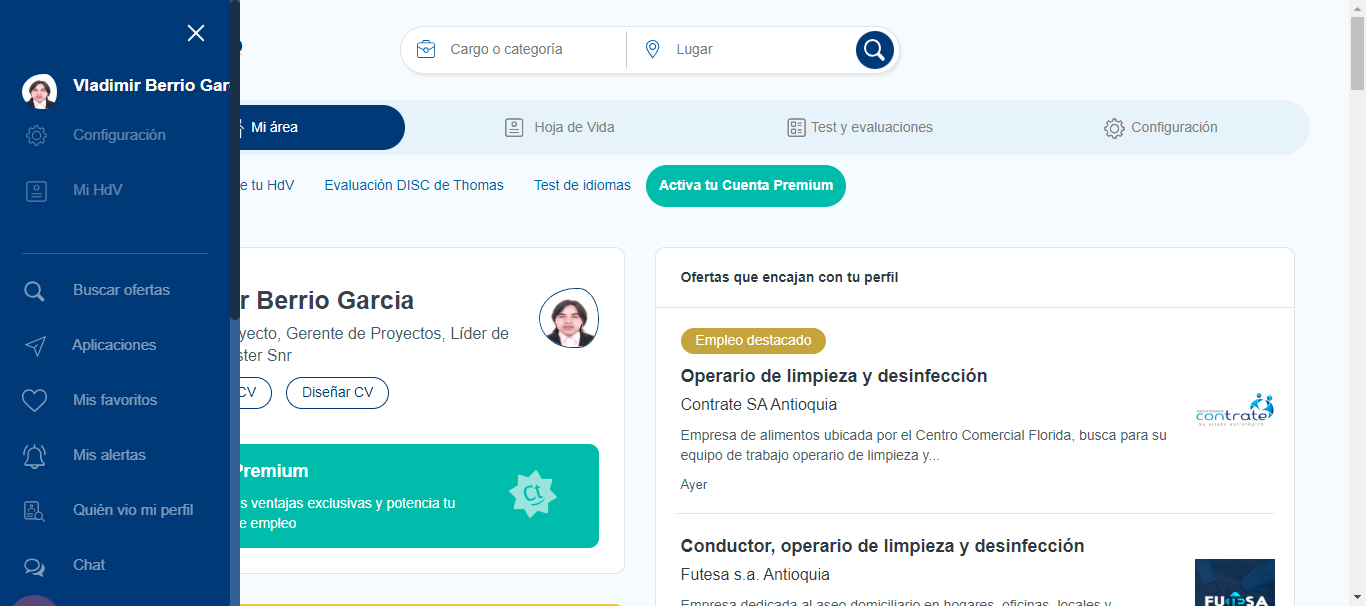 Vladimir Berrio Gar
Configuración
Mi HdV
Buscar ofertas
Aplicaciones
Mis favoritos
Mis alertas
Quién vio mi perfil
Chat
Cargo o categoría
Lugar
Mi área
Hoja de Vida
Test y evaluaciones
Configuración
e tu HdV
Evaluación DISC de Thomas
Test de idiomas
Activa tu Cuenta Premium
r Berrio Garcia
yecto, Gerente de Proyectos, Líder de
ster Snr
CV
Diseñar CV
Premium
s ventajas exclusivas y potencia tu
e empleo
Ct
Ofertas que encajan con tu perfil
Empleo destacado
Operario de limpieza y desinfección
Contrate SA Antioquia
contrate
Empresa de alimentos ubicada por el Centro Comercial Florida, busca para su
equipo de trabajo operario de limpieza y...
Ayer
Conductor, operario de limpieza y desinfección
Futesa s.a. Antioquia
FUTESA
Empresa dedicada al aseo domiciliario en hogares, oficinas, locales y